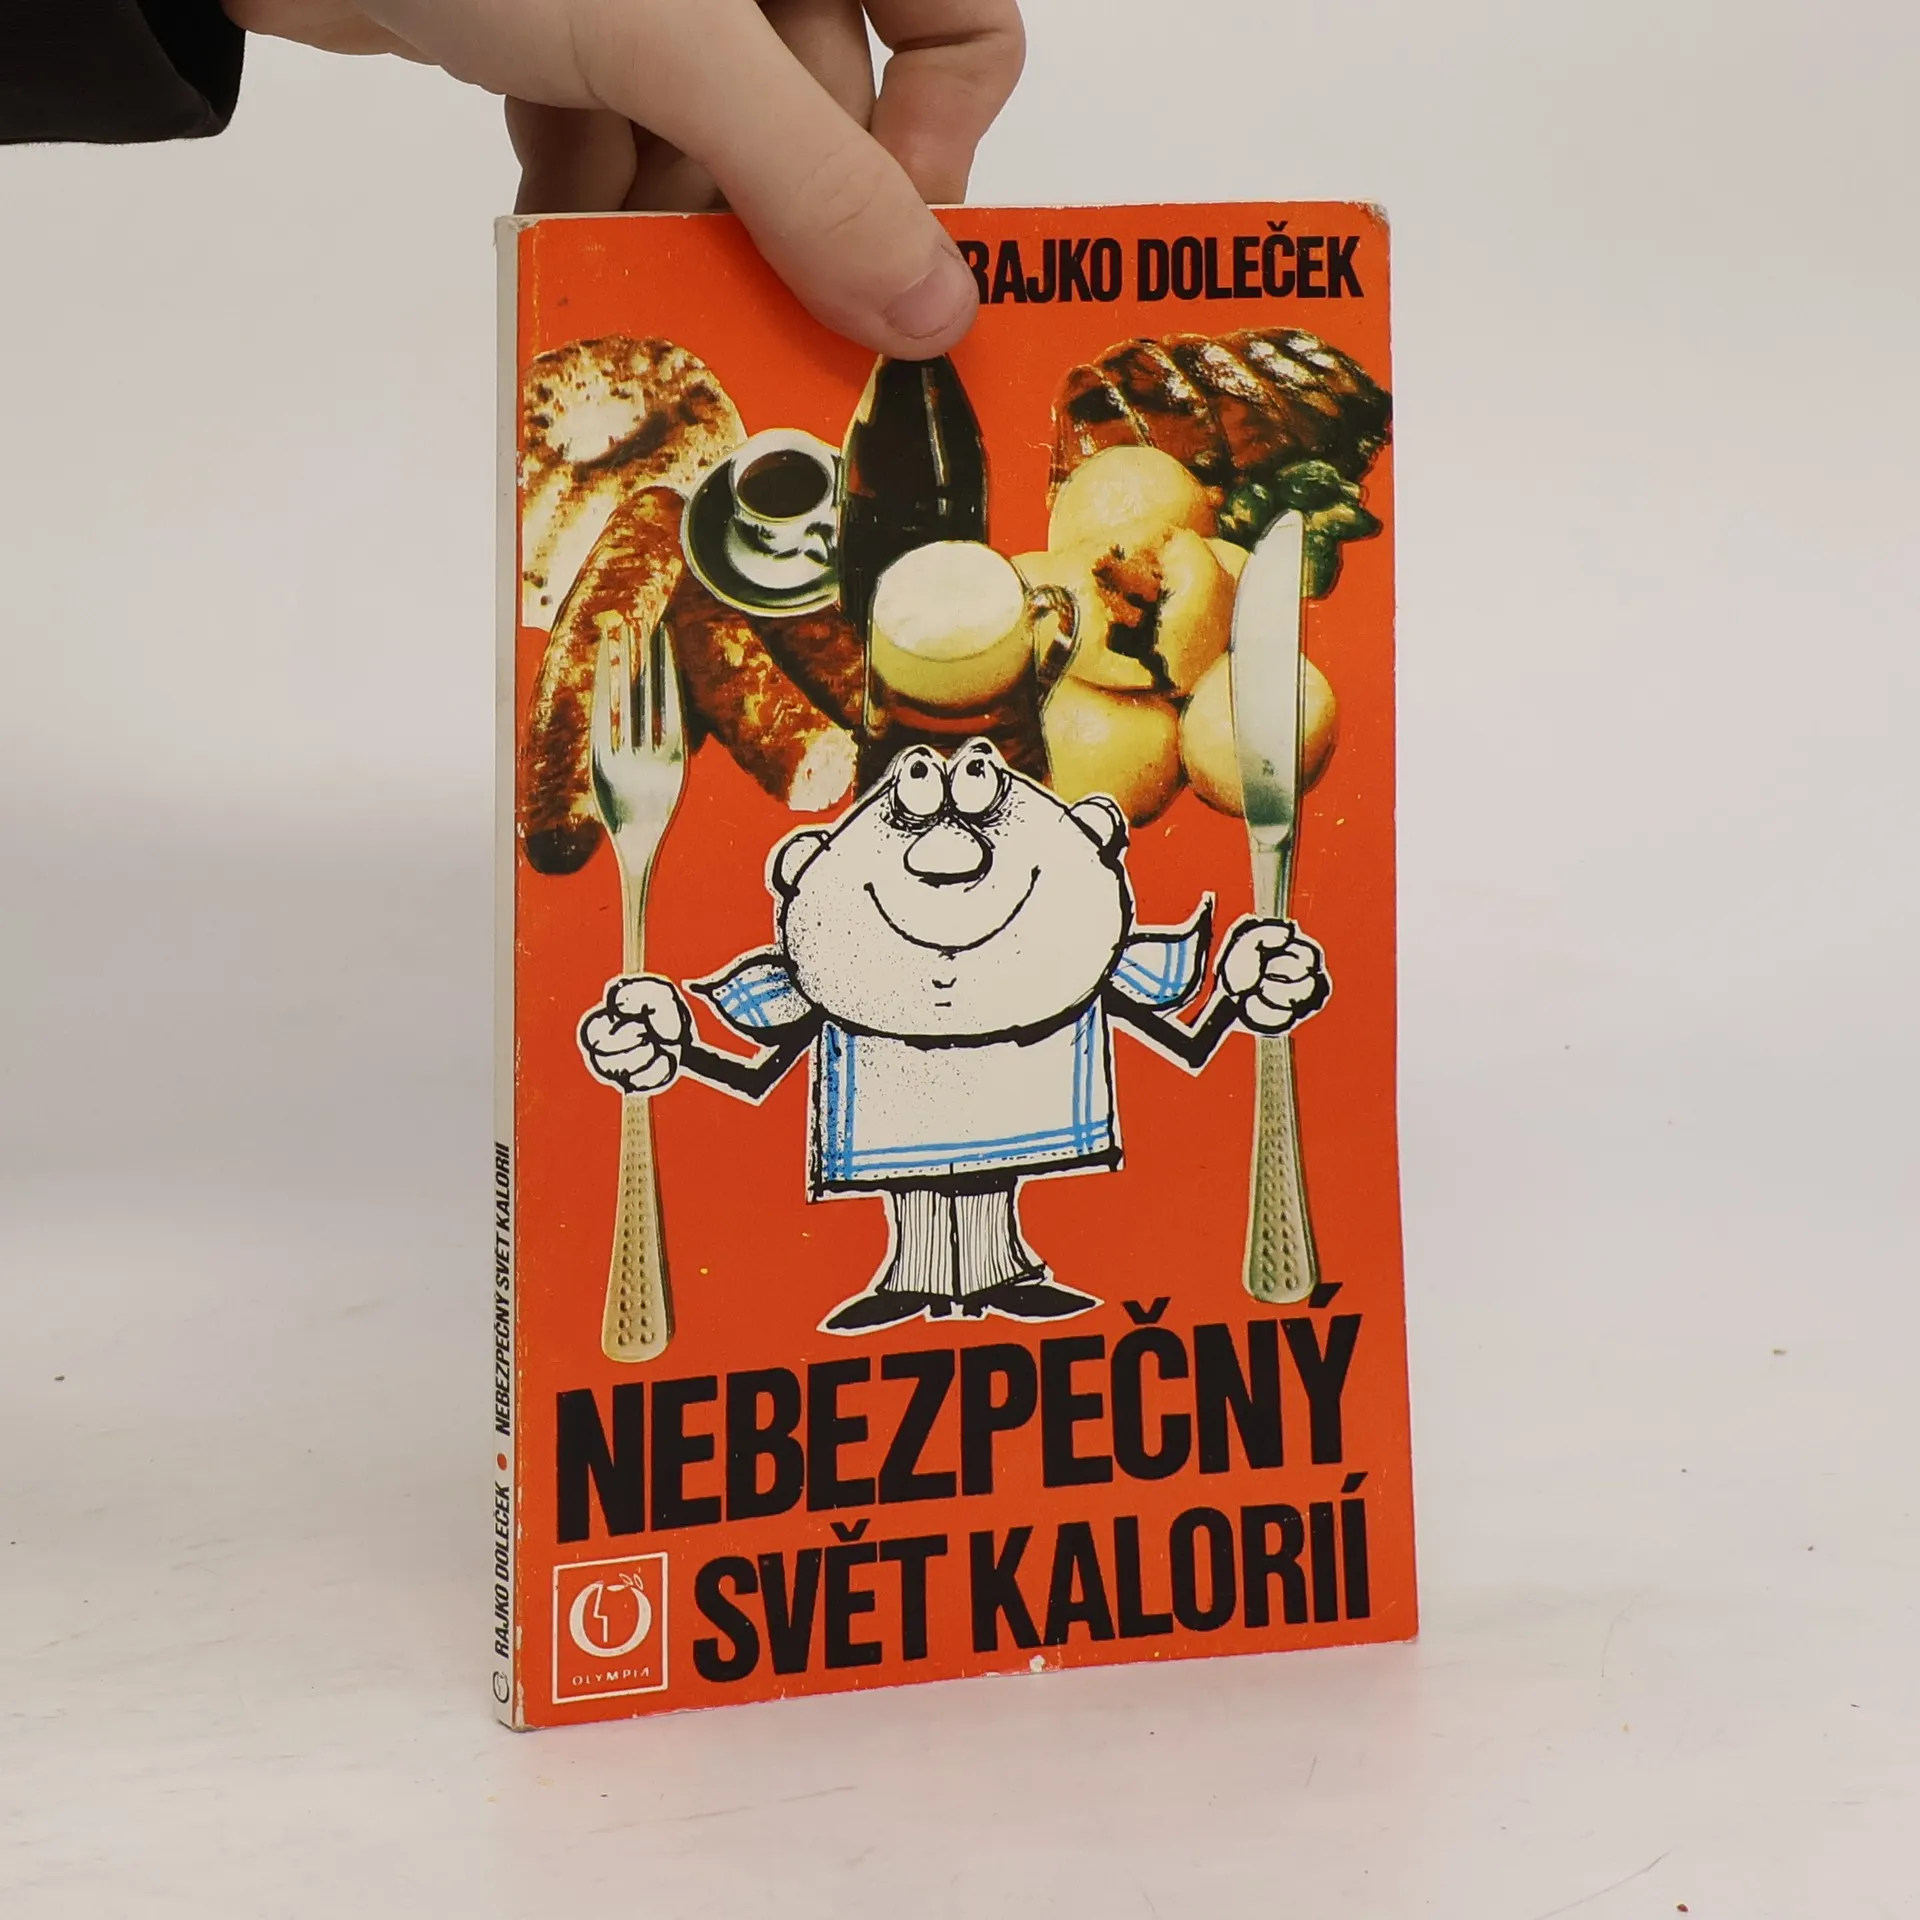 RAJKO DOLEČEK
NEBEZPEČNÝ
SVĚT KALORIÍ
OLYMPIA
RAJKO DOLEČEK • NEBEZPEČNÝ SVĚT KALORIÍ